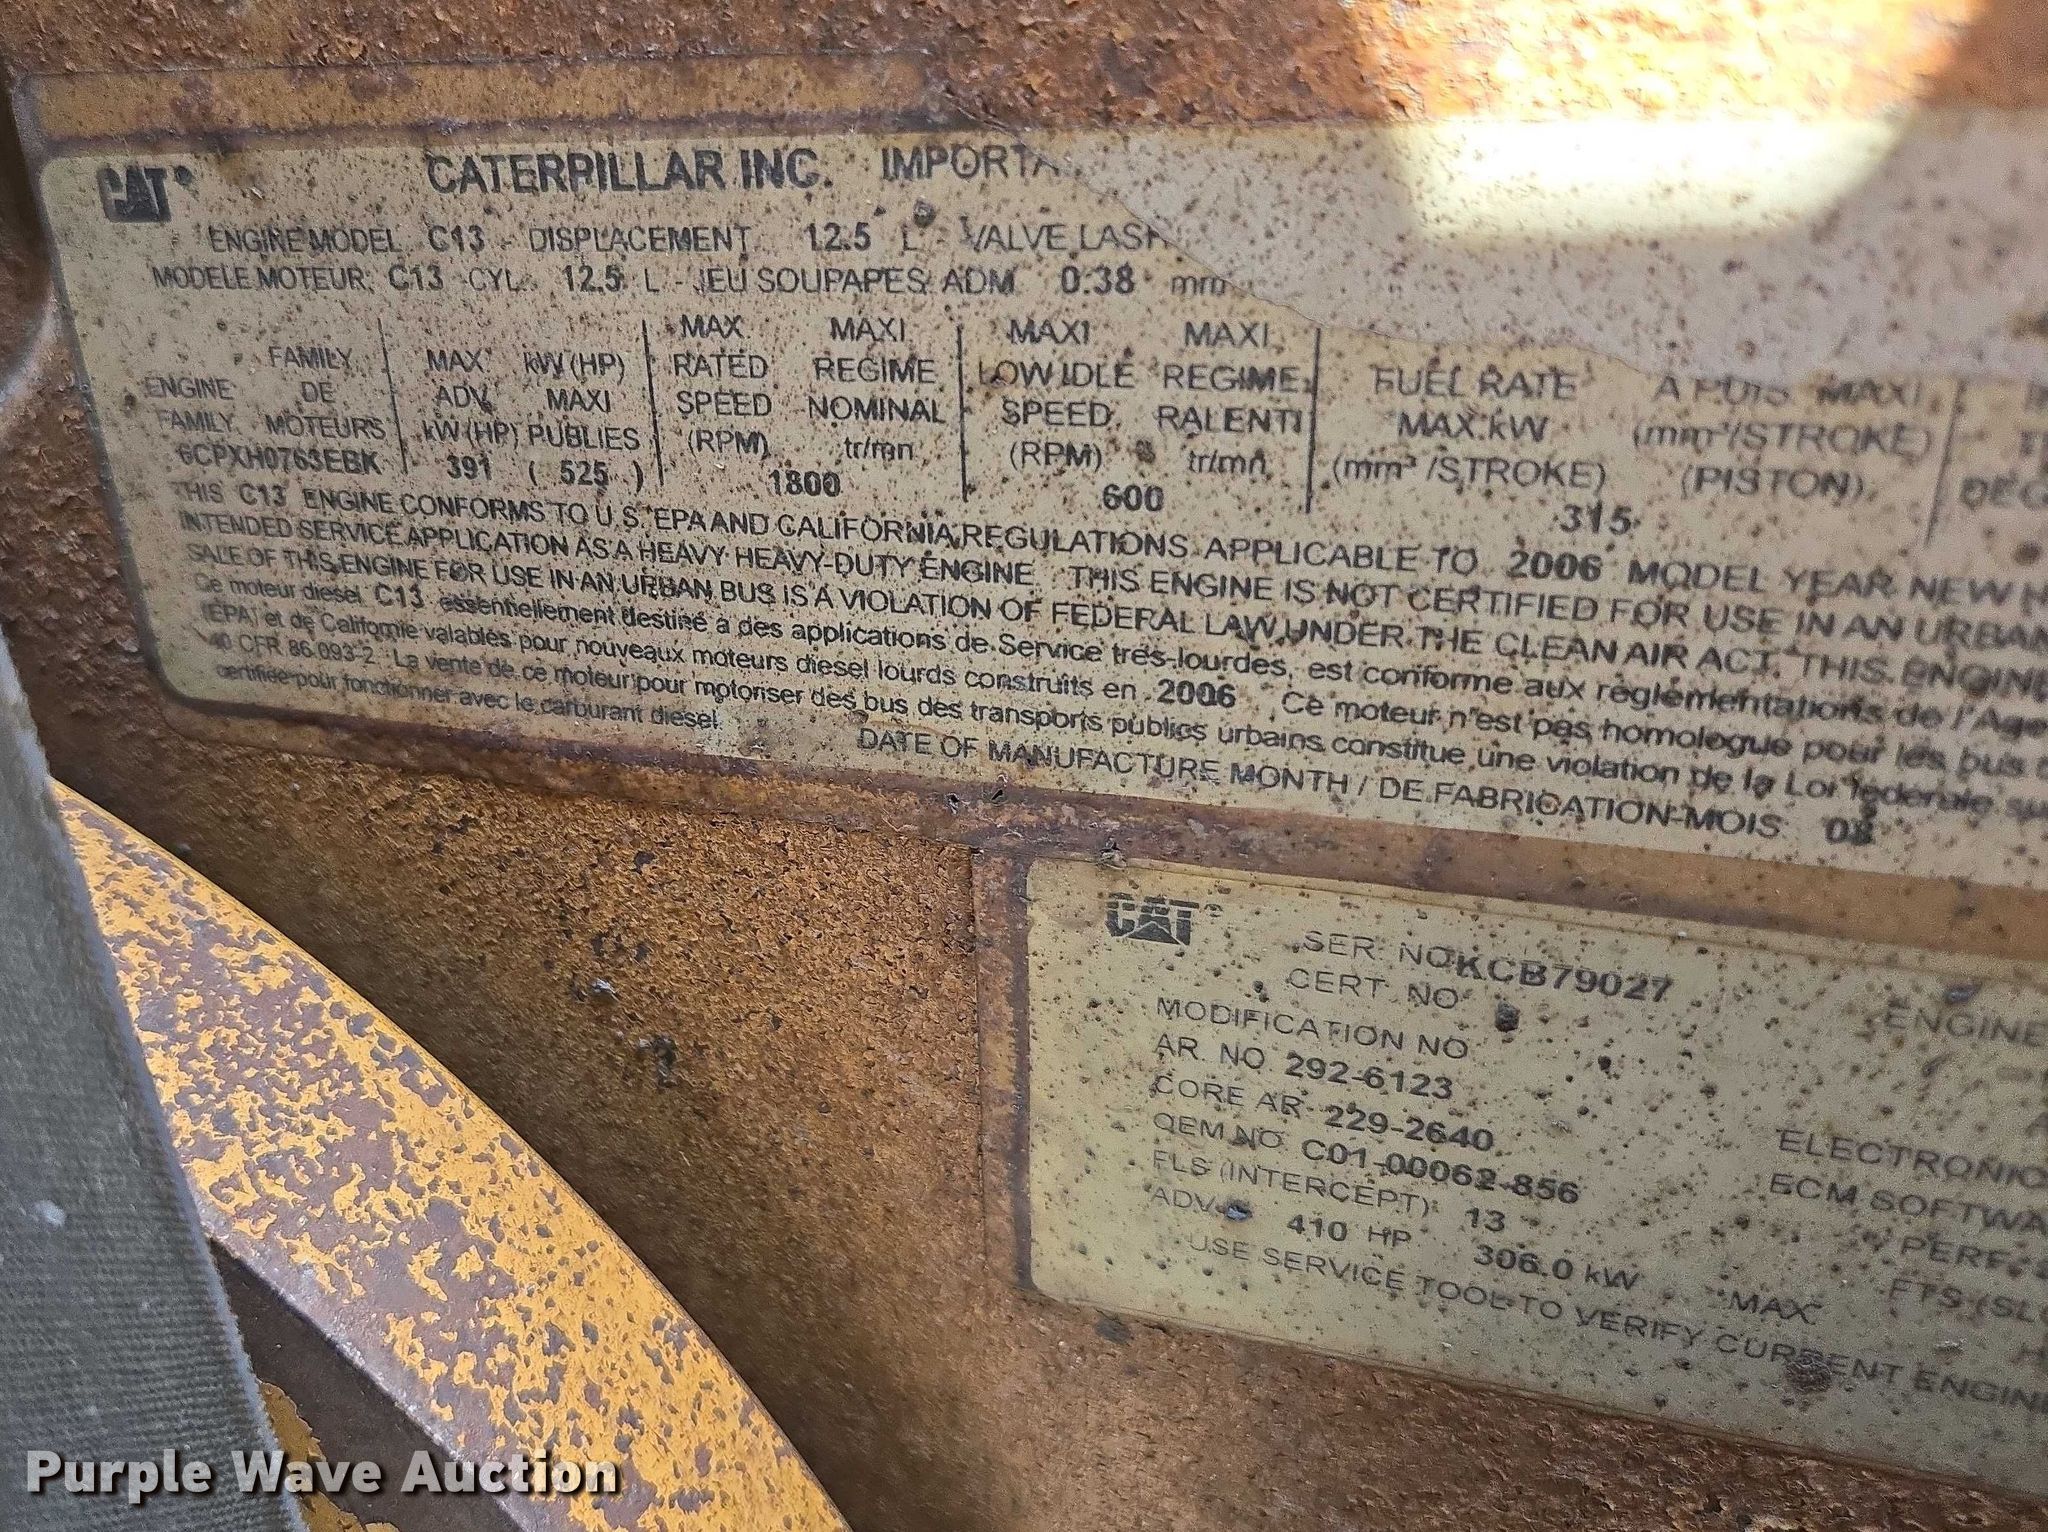 CAT® CATERPILLAR INC. IMPORTA
ENGINE MODEL C13 - DISPLACEMENT 12.5 L - VALVE LASH
MODELE MOTEUR: C13 CYL. 12.5 L - JEU SOUPAPES ADM 0.38 mm
ENGINE FAMILY
FAMILY DE MOTEURS
6CPXH0763EBK
MAX kW (HP)
ADV. MAXI
kW (HP) PUBLIES
391 ( 525 )
MAX MAXI
RATED REGIME
SPEED NOMINAL
(RPM) tr/mn
1800
MAXI MAXI
LOW IDLE REGIME
SPEED RALENTI
(RPM) tr/mn
600
FUEL RATE A PUIS. MAXI
MAX.kW (mm³/STROKE)
(mm³ /STROKE) (PISTON)
315
DEG
THIS C13 ENGINE CONFORMS TO U.S. EPA AND CALIFORNIA REGULATIONS APPLICABLE TO 2006 MODEL YEAR NEW H
INTENDED SERVICE APPLICATION AS A HEAVY HEAVY-DUTY ENGINE. THIS ENGINE IS NOT CERTIFIED FOR USE IN AN URBAN
SALE OF THIS ENGINE FOR USE IN AN URBAN BUS IS A VIOLATION OF FEDERAL LAW UNDER THE CLEAN AIR ACT. THIS ENGINE
Ce moteur diesel C13 essentiellement destiné à des applications de Service très-lourdes, est conforme aux réglementations de l'Age
(EPA) et de Californie valables pour nouveaux moteurs diesel lourds construits en 2006 . Ce moteur n'est pas homologue pour les bus
40 CFR 86.093-2. La vente de ce moteur pour motoriser des bus des transports publics urbains constitue une violation de la Loi federale su
certifiée pour fonctionner avec le carburant diesel.
DATE OF MANUFACTURE MONTH / DE FABRICATION-MOIS 08
CAT®
SER. NO KCB79027 ENGINE
CERT NO
MODIFICATION NO
AR. NO 292-6123
CORE AR 229-2640 ELECTRONIC
OEM NO C01-00062-856 ECM SOFTWA
FLS (INTERCEPT) 13 PERF.
ADV 410 HP 306.0 kW MAX FTS (SL
USE SERVICE TOOL TO VERIFY CURRENT ENGINE
Purple Wave Auction